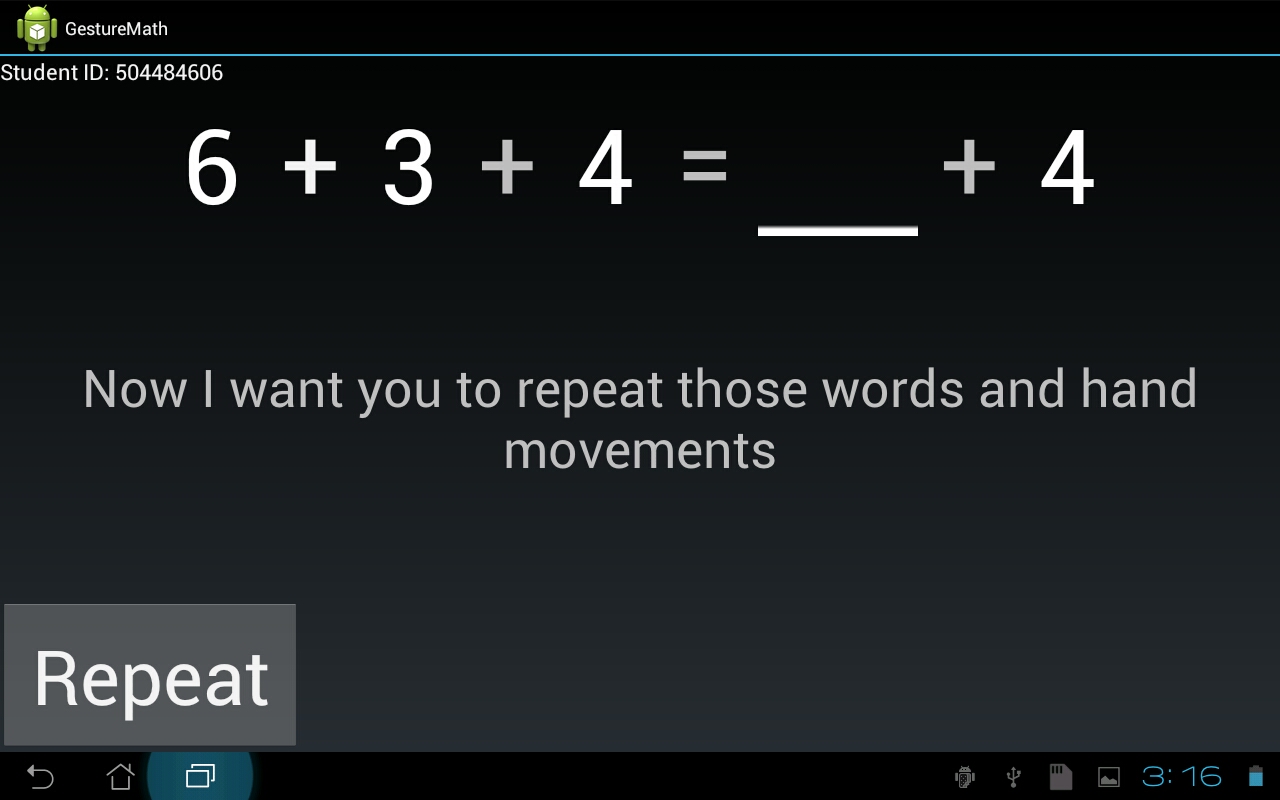 GestureMath
Student ID: 504484606
6 + 3 + 4 = ___ + 4
Now I want you to repeat those words and hand
movements
Repeat
3:16